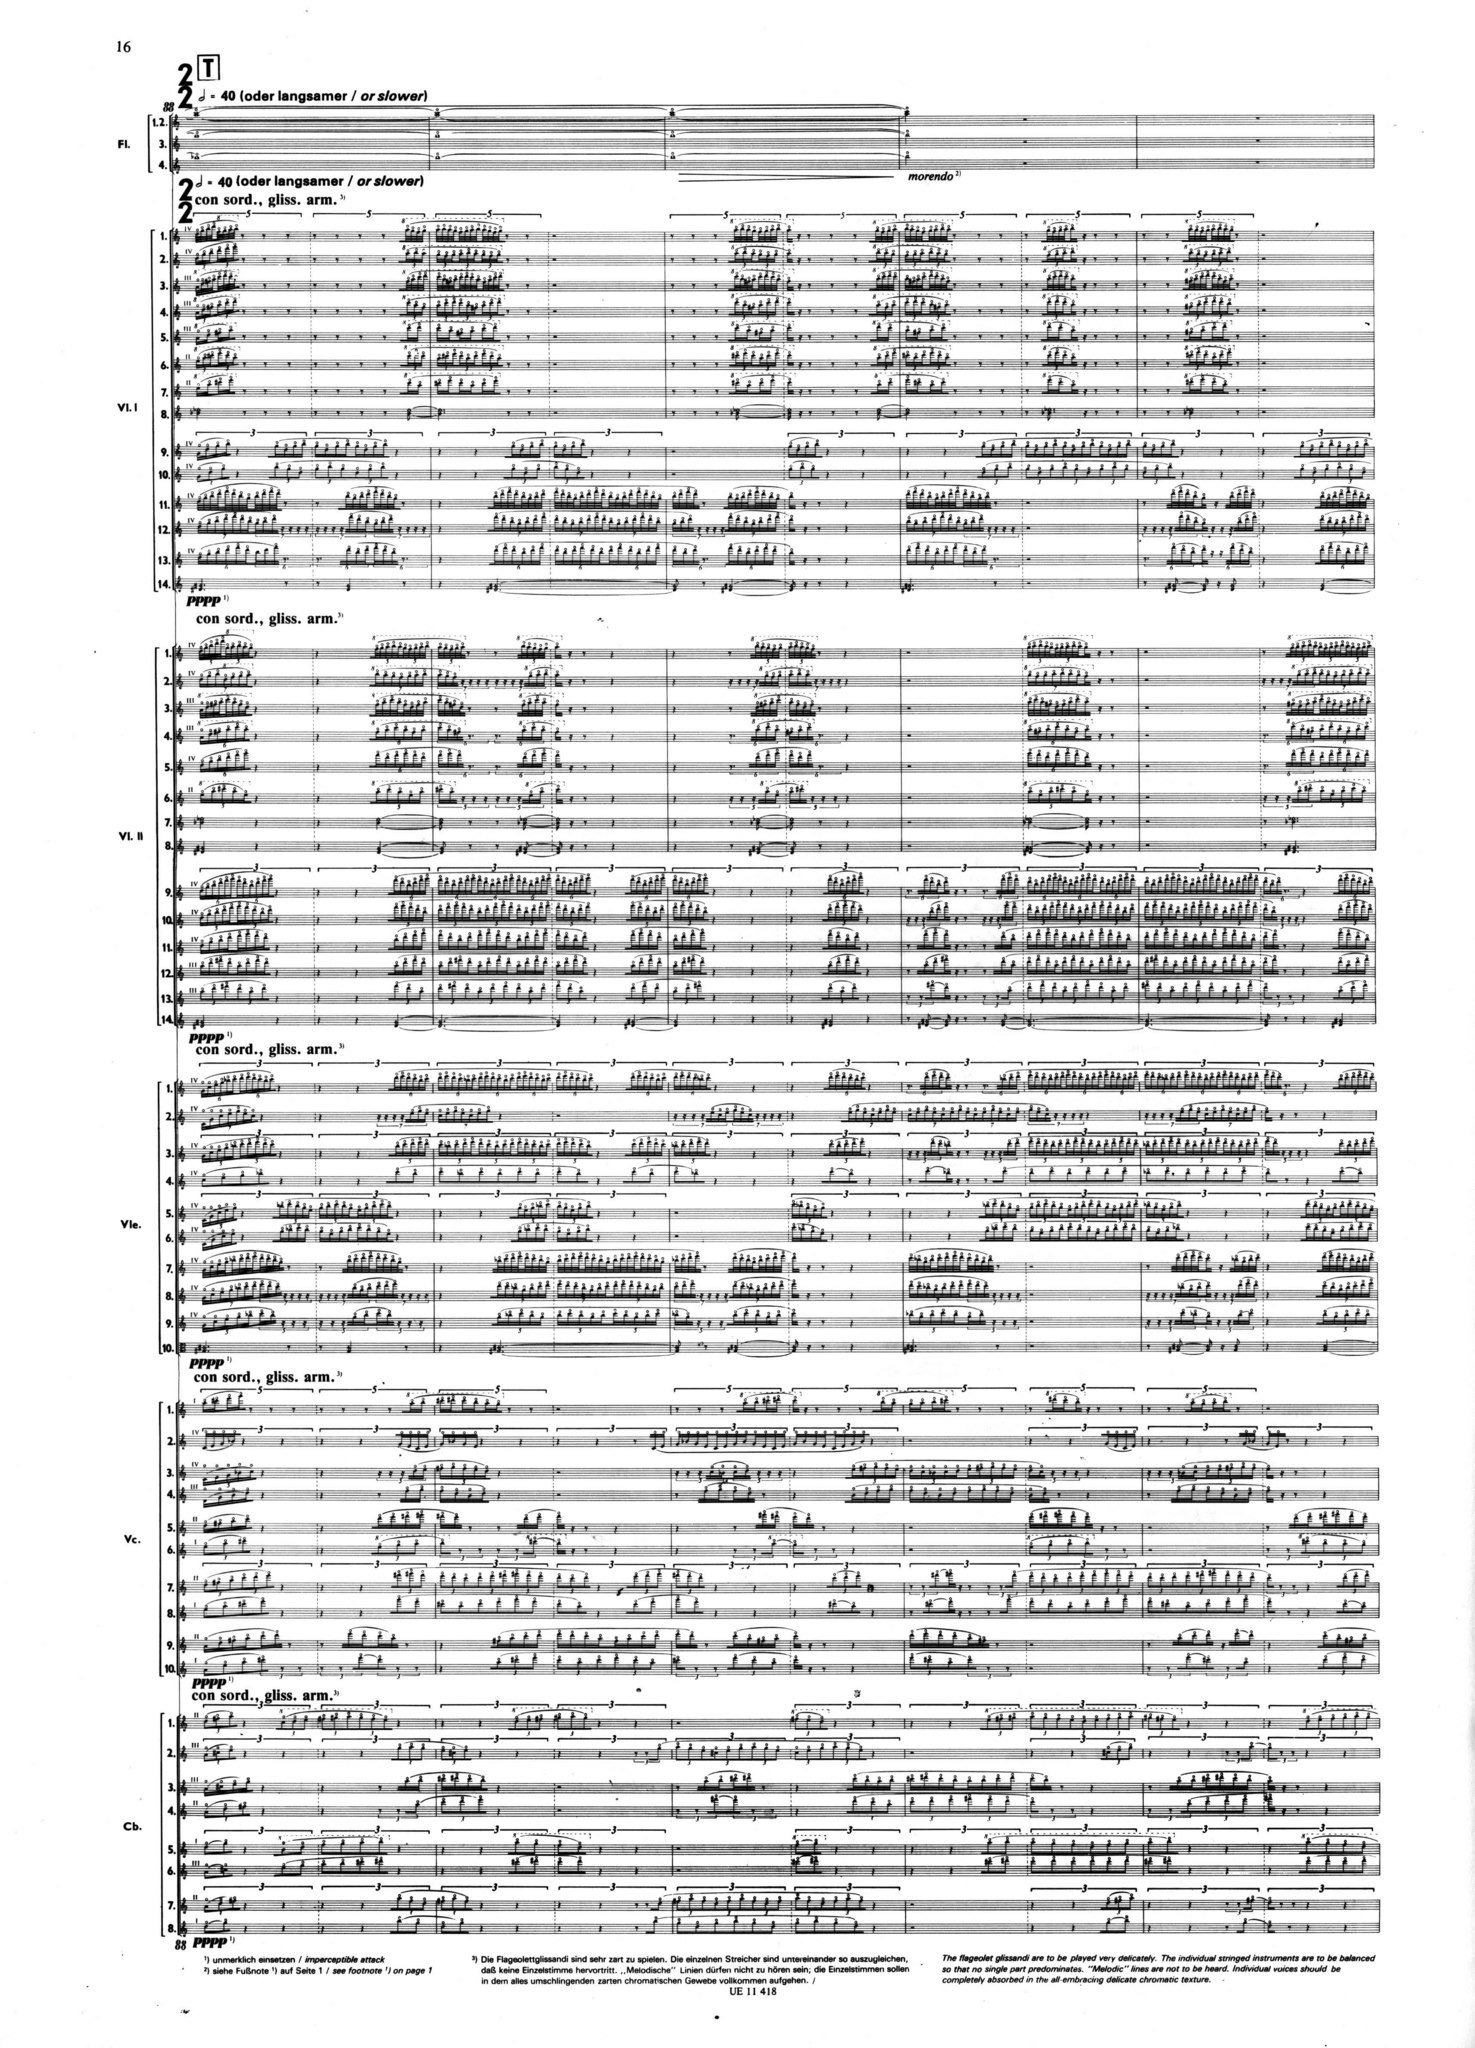 16
2
2
T
𝅗𝅥 = 40 (oder langsamer / or slower)
88
Fl.
1.2.
3.
4.
morendo 2)
2
2
𝅗𝅥 = 40 (oder langsamer / or slower)
con sord., gliss. arm. 3)
Vl. I
1.
2.
3.
4.
5.
6.
7.
8.
9.
10.
11.
12.
13.
14.
pppp 1)
con sord., gliss. arm. 3)
Vl. II
1.
2.
3.
4.
5.
6.
7.
8.
9.
10.
11.
12.
13.
14.
pppp 1)
con sord., gliss. arm. 3)
Vle.
1.
2.
3.
4.
5.
6.
7.
8.
9.
10.
pppp 1)
con sord., gliss. arm. 3)
Vc.
1.
2.
3.
4.
5.
6.
7.
8.
9.
10.
pppp 1)
con sord., gliss. arm. 3)
Cb.
1.
2.
3.
4.
5.
6.
7.
8.
88
pppp 1)
1) unmerklich einsetzen / imperceptible attack
2) siehe Fußnote 1) auf Seite 1 / see footnote 1) on page 1
3) Die Flageolettglissandi sind sehr zart zu spielen. Die einzelnen Streicher sind untereinander so auszugleichen,
daß keine Einzelstimme hervortritt. ,,Melodische" Linien dürfen nicht zu hören sein; die Einzelstimmen sollen
in dem alles umschlingenden zarten chromatischen Gewebe vollkommen aufgehen. /
The flageolet glissandi are to be played very delicately. The individual stringed instruments are to be balanced
so that no single part predominates. "Melodic" lines are not to be heard. Individual voices should be
completely absorbed in the all-embracing delicate chromatic texture.
UE 11 418